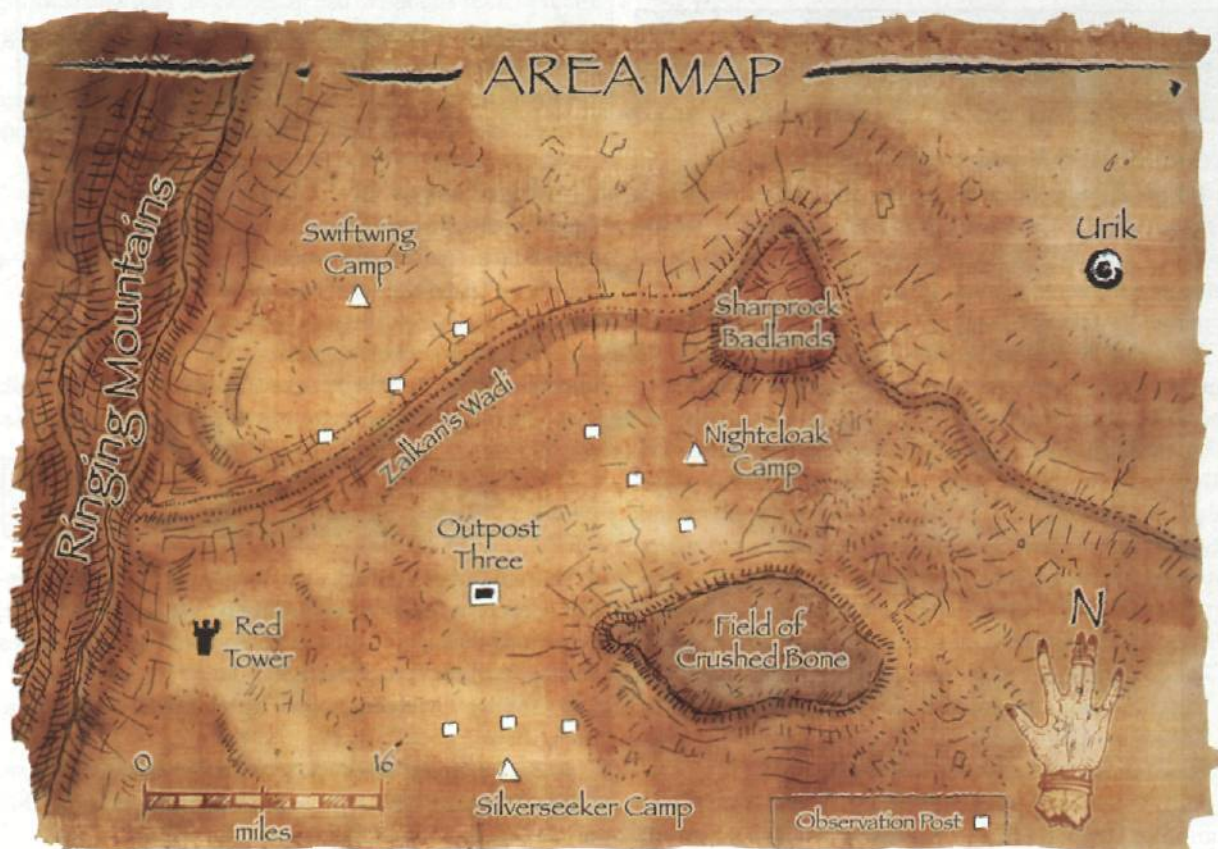 AREA MAP
Ringing Mountains
Swiftwing
Camp
Urik
Sharprock
Badlands
Zalkan's Wadi
Nightcloak
Camp
Outpost
Three
Red
Tower
Field of
Crushed Bone
N
0 16
miles
Silverseeker Camp
Observation Post